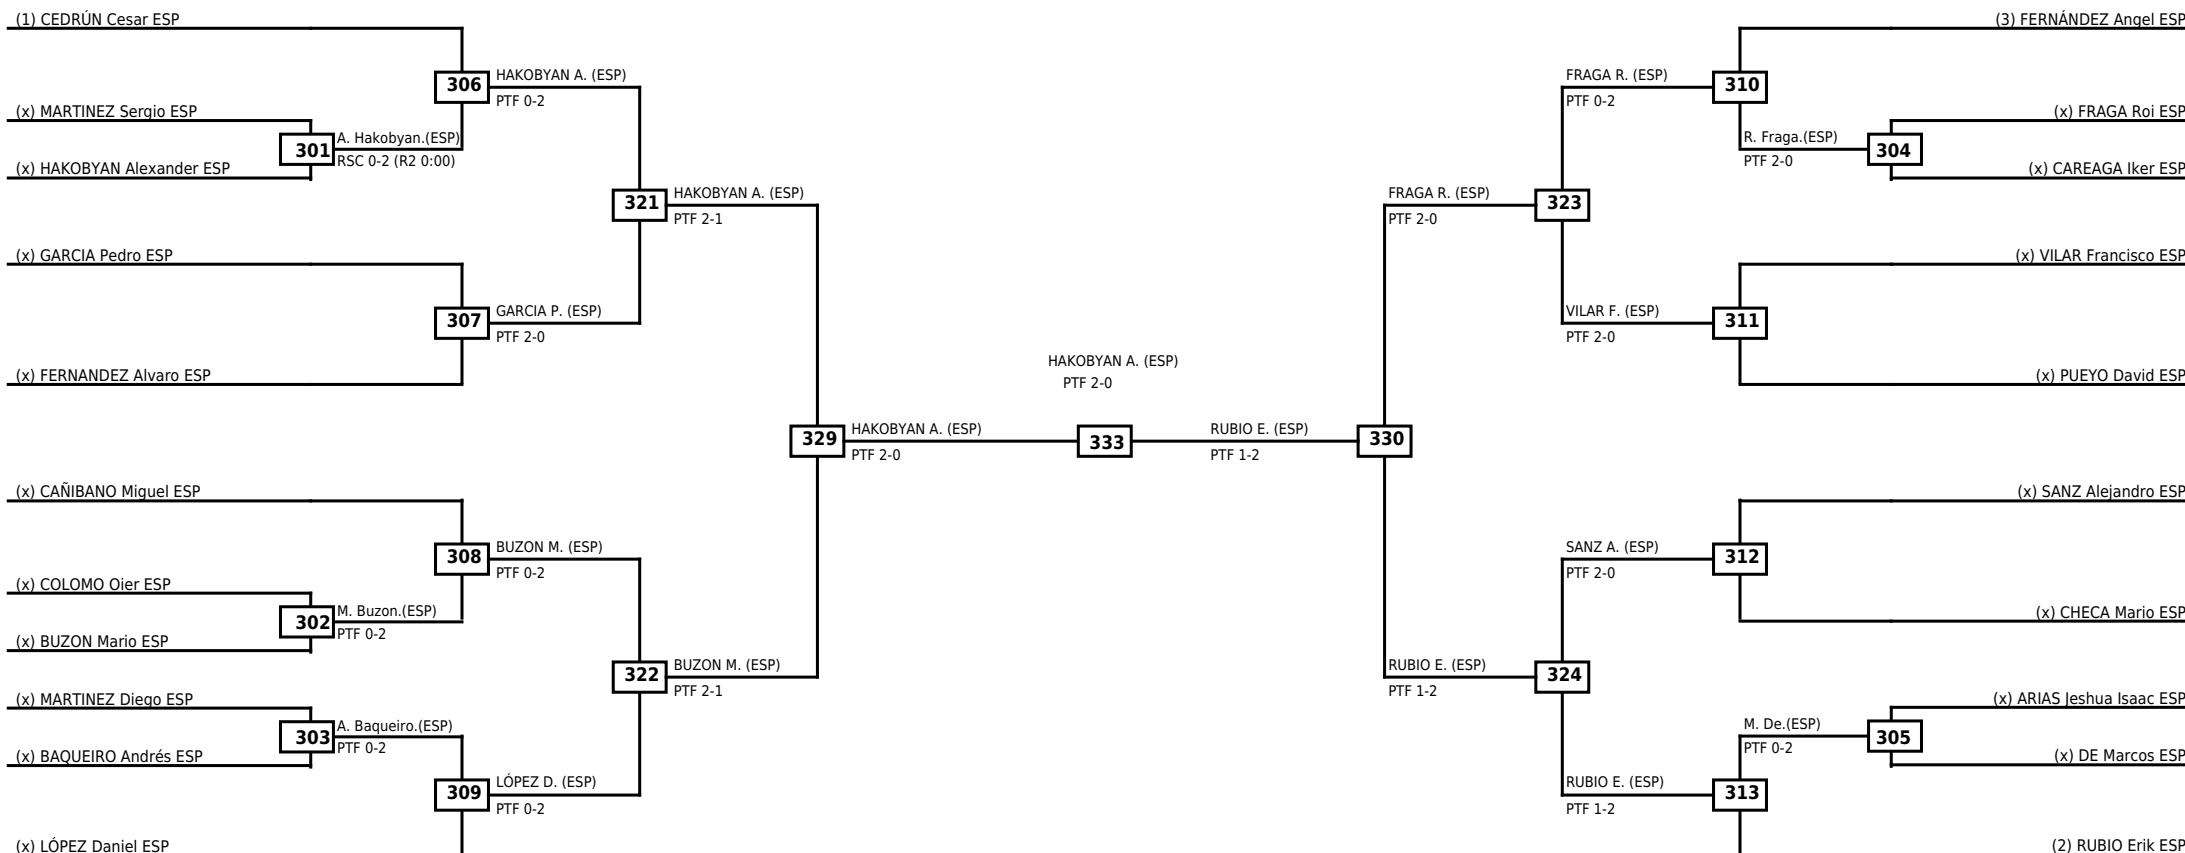 (1) CEDRÚN Cesar ESP
(3) FERNÁNDEZ Angel ESP
HAKOBYAN A. (ESP)
306
PTF 0-2
FRAGA R. (ESP)
310
PTF 0-2
(x) MARTINEZ Sergio ESP
(x) FRAGA Roi ESP
A. Hakobyan.(ESP)
301
RSC 0-2 (R2 0:00)
R. Fraga.(ESP)
304
PTF 2-0
(x) HAKOBYAN Alexander ESP
(x) CAREAGA Iker ESP
HAKOBYAN A. (ESP)
321
PTF 2-1
FRAGA R. (ESP)
323
PTF 2-0
(x) GARCIA Pedro ESP
(x) VILAR Francisco ESP
GARCIA P. (ESP)
307
PTF 2-0
VILAR F. (ESP)
311
PTF 2-0
HAKOBYAN A. (ESP)
PTF 2-0
(x) FERNANDEZ Alvaro ESP
(x) PUEYO David ESP
329
HAKOBYAN A. (ESP)
PTF 2-0
333
RUBIO E. (ESP)
PTF 1-2
330
(x) CAÑIBANO Miguel ESP
(x) SANZ Alejandro ESP
BUZON M. (ESP)
308
PTF 0-2
SANZ A. (ESP)
312
PTF 2-0
(x) COLOMO Oier ESP
M. Buzon.(ESP)
302
PTF 0-2
(x) CHECA Mario ESP
(x) BUZON Mario ESP
BUZON M. (ESP)
322
PTF 2-1
RUBIO E. (ESP)
324
PTF 1-2
(x) MARTINEZ Diego ESP
(x) ARIAS Jeshua Isaac ESP
A. Baqueiro.(ESP)
303
PTF 0-2
M. De.(ESP)
305
PTF 0-2
(x) BAQUEIRO Andrés ESP
(x) DE Marcos ESP
LÓPEZ D. (ESP)
309
PTF 0-2
RUBIO E. (ESP)
313
PTF 1-2
(x) LÓPEZ Daniel ESP
(2) RUBIO Erik ESP